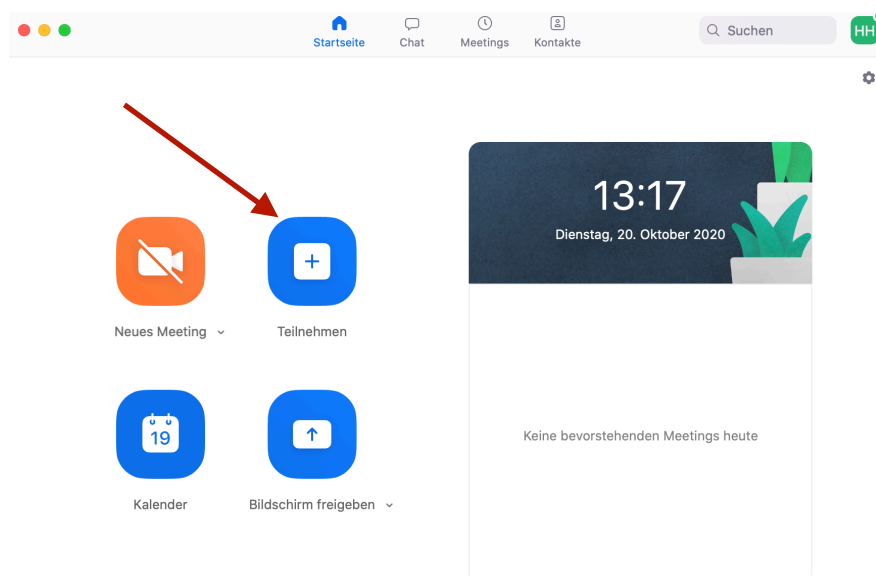 Startseite
Chat
Meetings
Kontakte
Suchen
HH
13:17
Dienstag, 20. Oktober 2020
Neues Meeting
Teilnehmen
19
Kalender
Bildschirm freigeben
Keine bevorstehenden Meetings heute